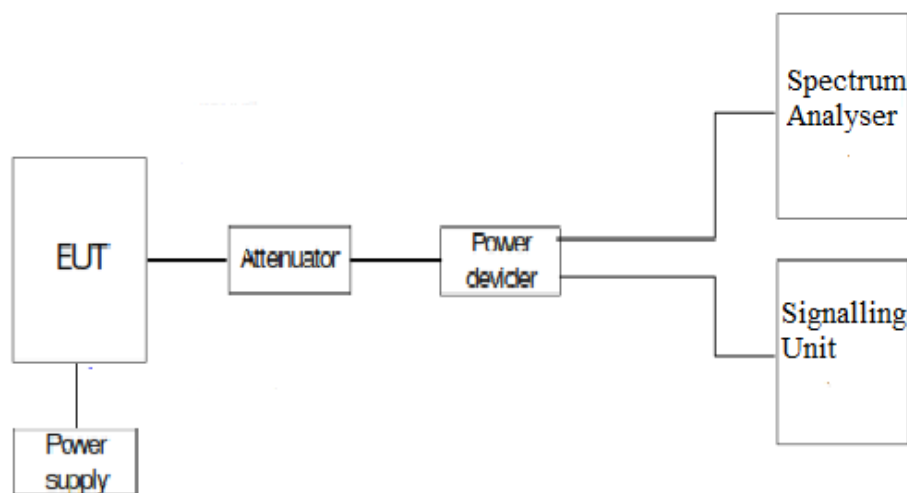 Spectrum
Analyser
EUT
Attenuator
Power
devider
Signalling
Unit
Power
supply